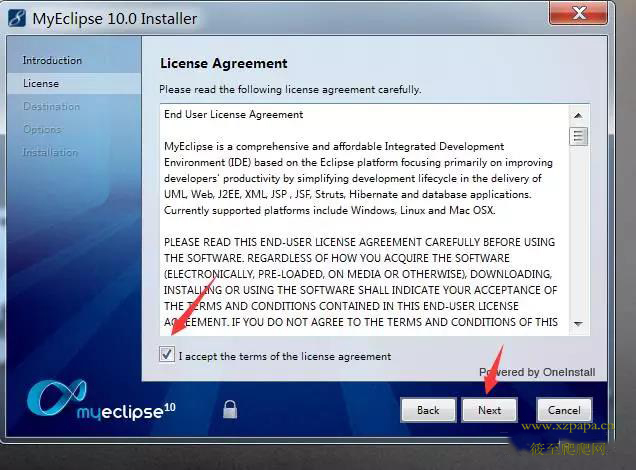 MyEclipse 10.0 Installer
Introduction
License
Destination
Options
Installation
License Agreement
Please read the following license agreement carefully.
End User License Agreement
MyEclipse is a comprehensive and affordable Integrated Development
Environment (IDE) based on the Eclipse platform focusing primarily on improving
developers' productivity by simplifying development lifecycle in the delivery of
UML, Web, J2EE, XML, JSP , JSF, Struts, Hibernate and database applications.
Currently supported platforms include Windows, Linux and Mac OSX.
PLEASE READ THIS END-USER LICENSE AGREEMENT CAREFULLY BEFORE USING
THE SOFTWARE. REGARDLESS OF HOW YOU ACQUIRE THE SOFTWARE
(ELECTRONICALLY, PRE-LOADED, ON MEDIA OR OTHERWISE), DOWNLOADING,
INSTALLING OR USING THE SOFTWARE SHALL INDICATE YOUR ACCEPTANCE OF
THE TERMS AND CONDITIONS CONTAINED IN THIS END-USER LICENSE
AGREEMENT. IF YOU DO NOT AGREE TO THE TERMS AND CONDITIONS OF THIS
I accept the terms of the license agreement
Powered by OneInstall
myeclipse10
Back
Next
Cancel
www.xzpapa.cn
筱至爬爬网